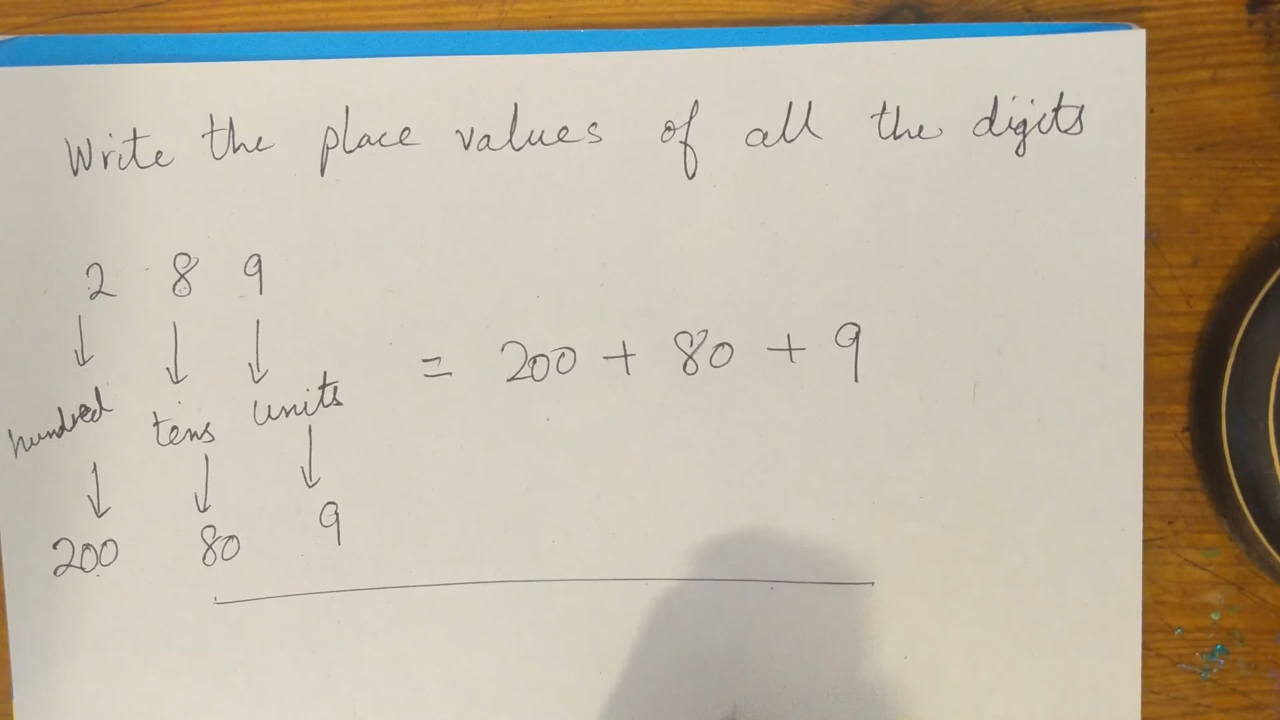 Write the place values of all the digits
2 8 9
↓ ↓ ↓
hundred tens units = 200 + 80 + 9
↓ ↓ ↓
200 80 9